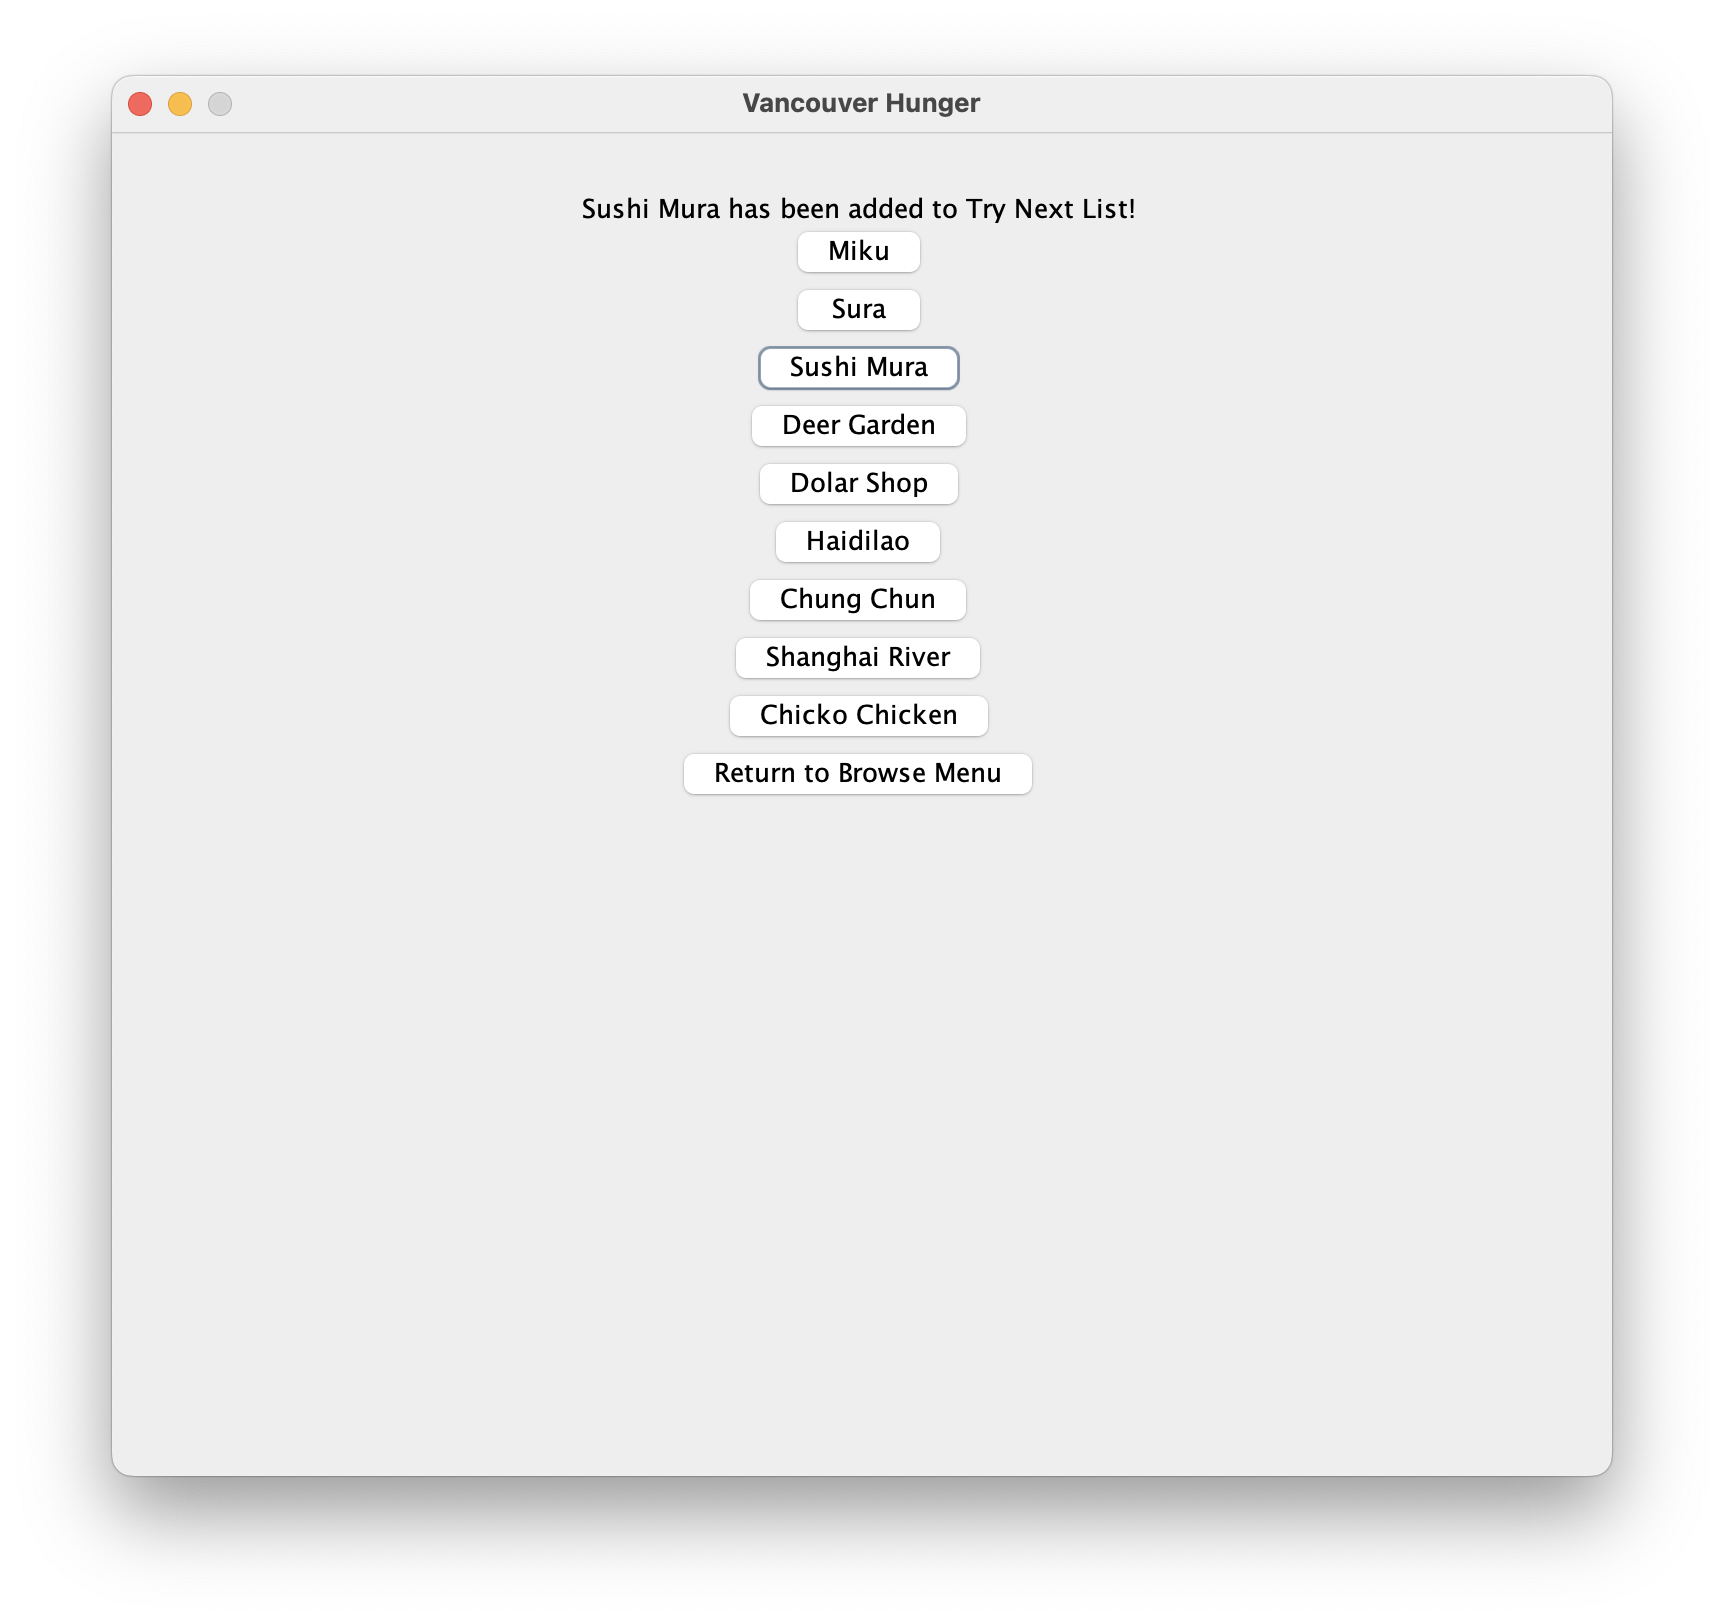 Vancouver Hunger
Sushi Mura has been added to Try Next List!
Miku
Sura
Sushi Mura
Deer Garden
Dolar Shop
Haidilao
Chung Chun
Shanghai River
Chicko Chicken
Return to Browse Menu